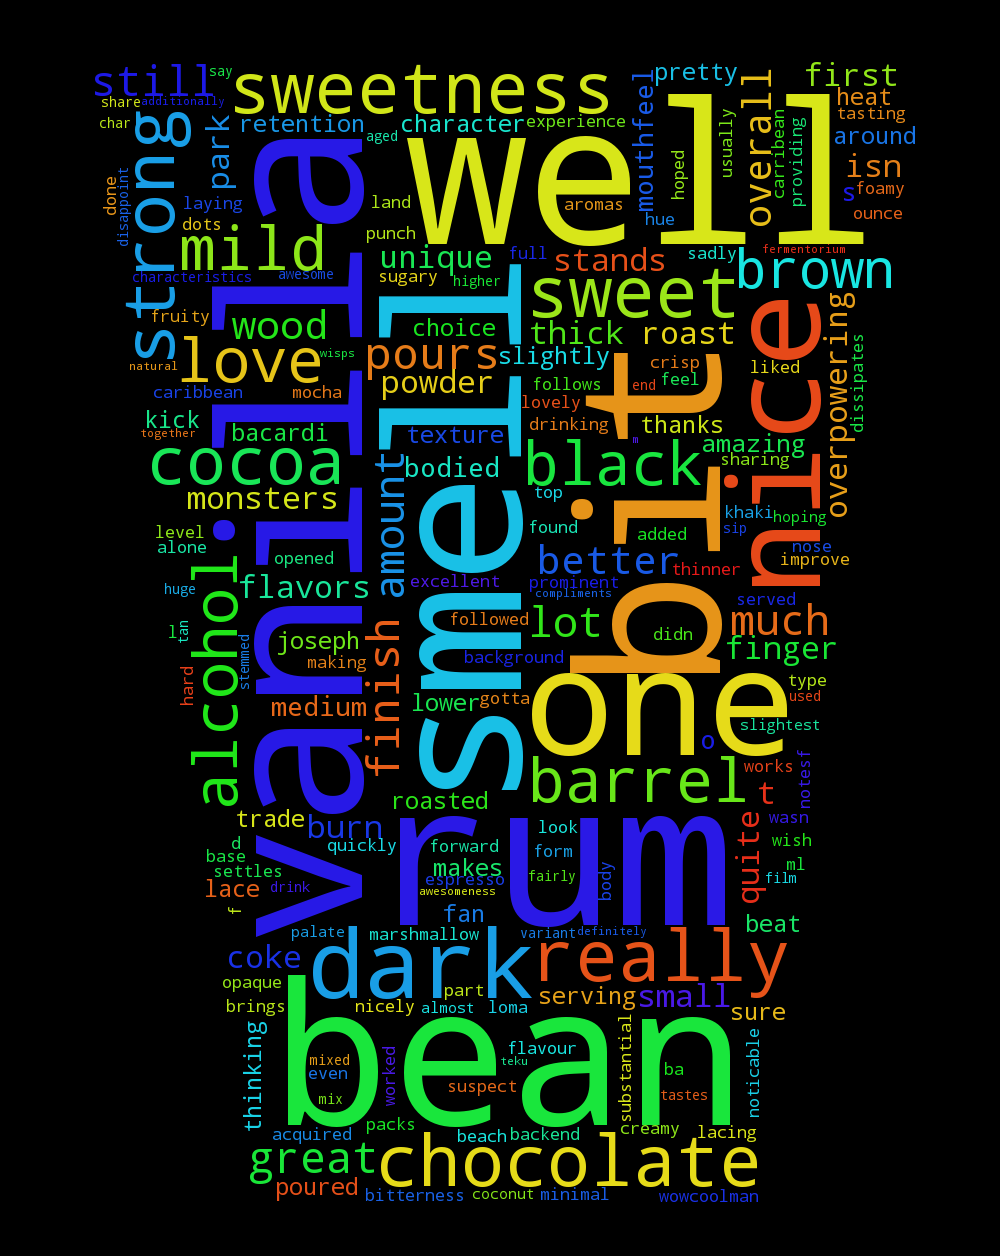 still
say
sweetness
pretty
first
share
additionally
mouthfeel
overall
heat
char
strong
park
retention
aged
character
experience
well
hoped
usually
carribean
providing
tasting
around
done
disappoint
laying
vanilla
land
aromas
hue
isn
s
foamy
ounce
dots
mild
punch
unique
full
stands
sadly
fermentorium
brown
characteristics
awesome
sugary
higher
sweet
nice
overpowering
fruity
wood
choice
thick
roast
natural
love
wisps
pours
slightly
crisp
liked
dissipates
caribbean
mocha
powder
follows
end
feel
bit
kick
together
bacardi
texture
lovely
drinking
m
thanks
amazing
cocoa
smell
bodied
black
sharing
monsters
amount
top
khaki
hoping
level
alone
opened
found
added
sip
nose
improve
better
thinner
huge
alcohol
flavors
excellent
prominent
compliments
served
l
tan
stemmed
joseph
finish
followed
lot
didn
much
making
background
finger
hard
medium
lower
gotta
one
type
used
slightest
o
barrel
works
notesf
t
roasted
trade
burn
rum
look
quite
wasn
d
quickly
forward
form
wish
base
settles
makes
espresso
fairly
body
ml
film
lace
drink
awesomeness
f
fan
beat
palate
marshmallow
variant
definitely
coke
dark
really
opaque
part
serving
small
brings
nicely
almost
loma
sure
thinking
bean
flavour
substantial
noticable
mixed
even
worked
teku
ba
suspect
tastes
mix
packs
creamy
acquired
beach
backend
lacing
great
chocolate
poured
bitterness
coconut
minimal
wowcoolman